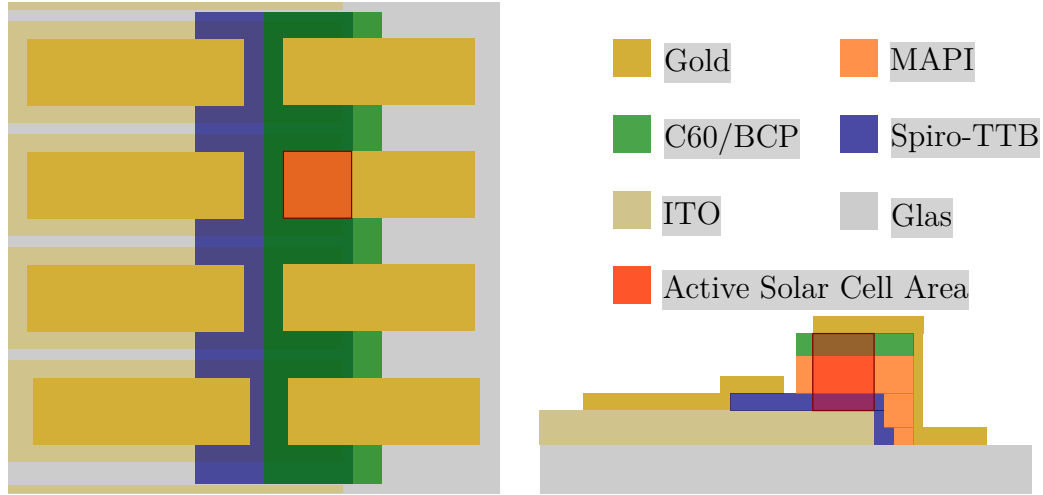 Gold
MAPI
C60/BCP
Spiro-TTB
ITO
Glas
Active Solar Cell Area